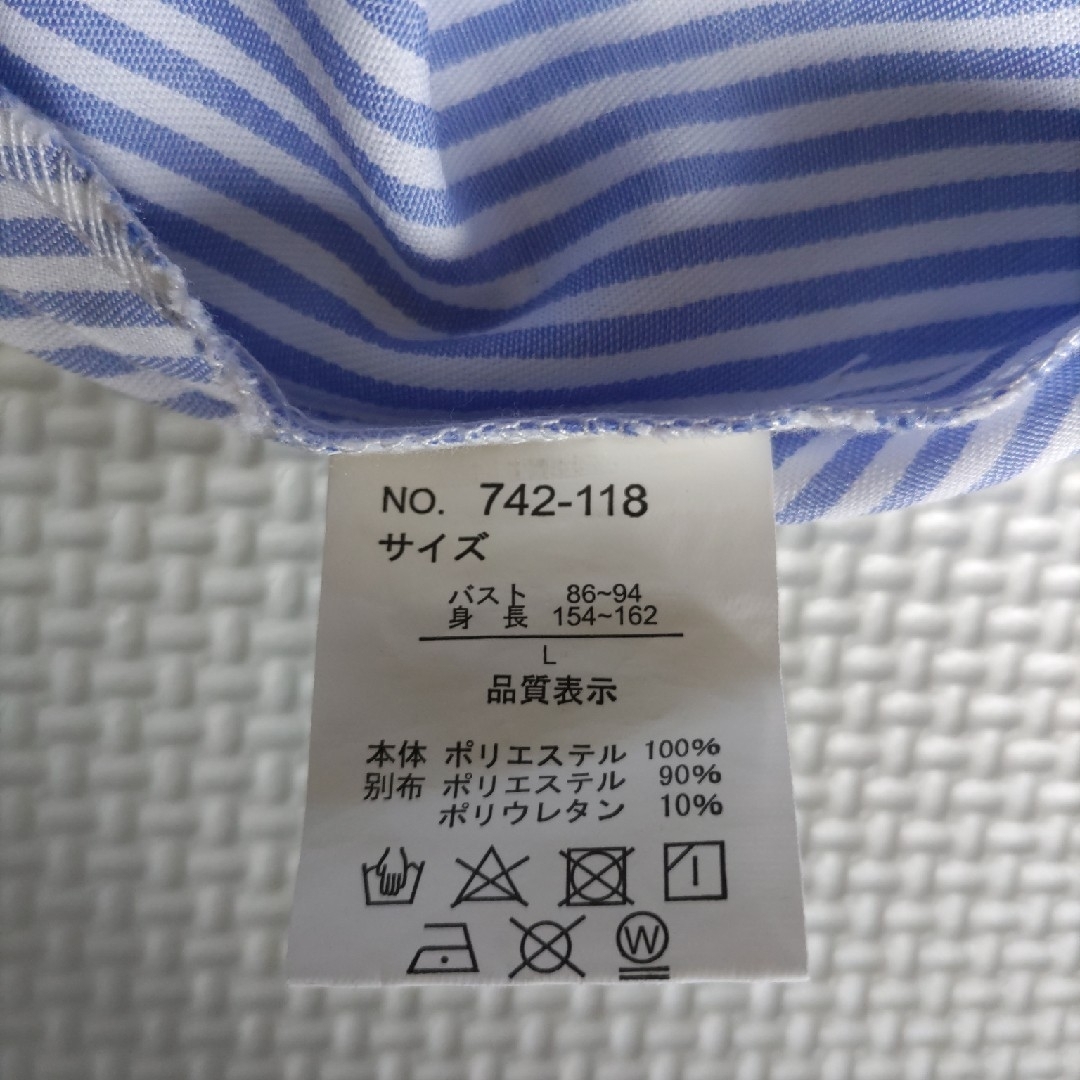 NO. 742-118
サイズ
バスト 86~94
身 長 154~162
L
品質表示
本体 ポリエステル 100%
別布 ポリエステル 90%
ポリウレタン 10%
W